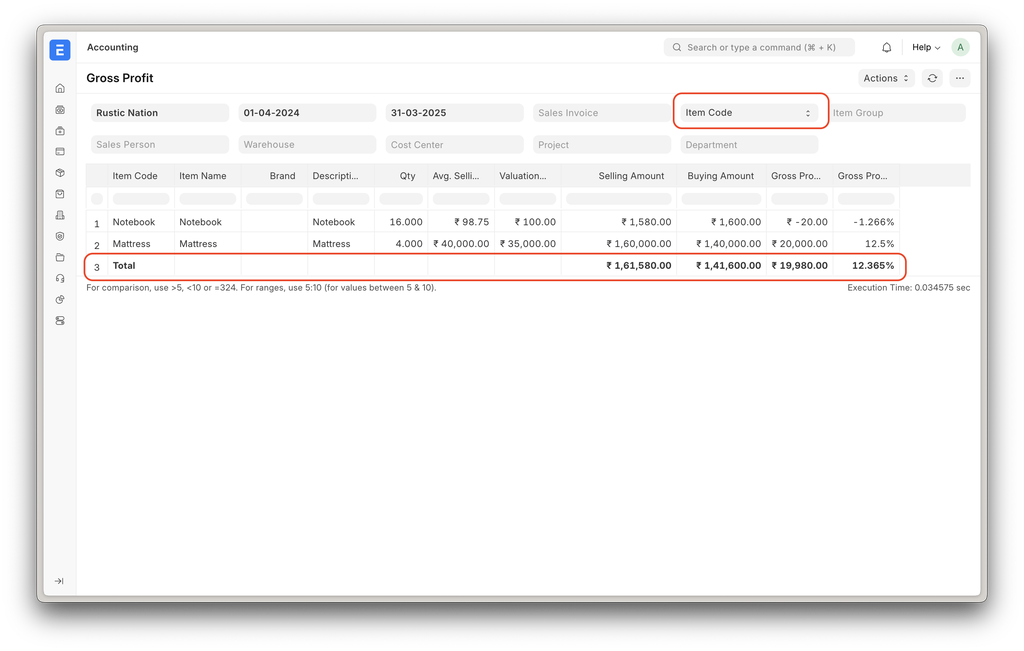 E
Accounting
Search or type a command (⌘ + K)
Help
A
Gross Profit
Actions
Rustic Nation 01-04-2024 31-03-2025 Sales Invoice Item Code Item Group
Sales Person Warehouse Cost Center Project Department
Item Code Item Name Brand Descripti... Qty Avg. Selli... Valuation... Selling Amount Buying Amount Gross Pro... Gross Pro...
1 Notebook Notebook Notebook 16.000 ₹ 98.75 ₹ 100.00 ₹ 1,580.00 ₹ 1,600.00 ₹ -20.00 -1.266%
2 Mattress Mattress Mattress 4.000 ₹ 40,000.00 ₹ 35,000.00 ₹ 1,60,000.00 ₹ 1,40,000.00 ₹ 20,000.00 12.5%
3 Total ₹ 1,61,580.00 ₹ 1,41,600.00 ₹ 19,980.00 12.365%
For comparison, use >5, <10 or =324. For ranges, use 5:10 (for values between 5 & 10). Execution Time: 0.034575 sec